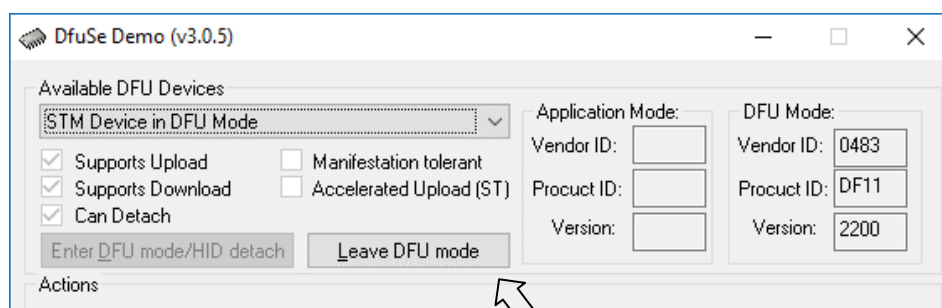 DfuSe Demo (v3.0.5)
Available DFU Devices
STM Device in DFU Mode
Supports Upload
Manifestation tolerant
Supports Download
Accelerated Upload (ST)
Can Detach
Enter DFU mode/HID detach
Leave DFU mode
Application Mode:
Vendor ID:
Procuct ID:
Version:
DFU Mode:
Vendor ID: 0483
Procuct ID: DF11
Version: 2200
Actions